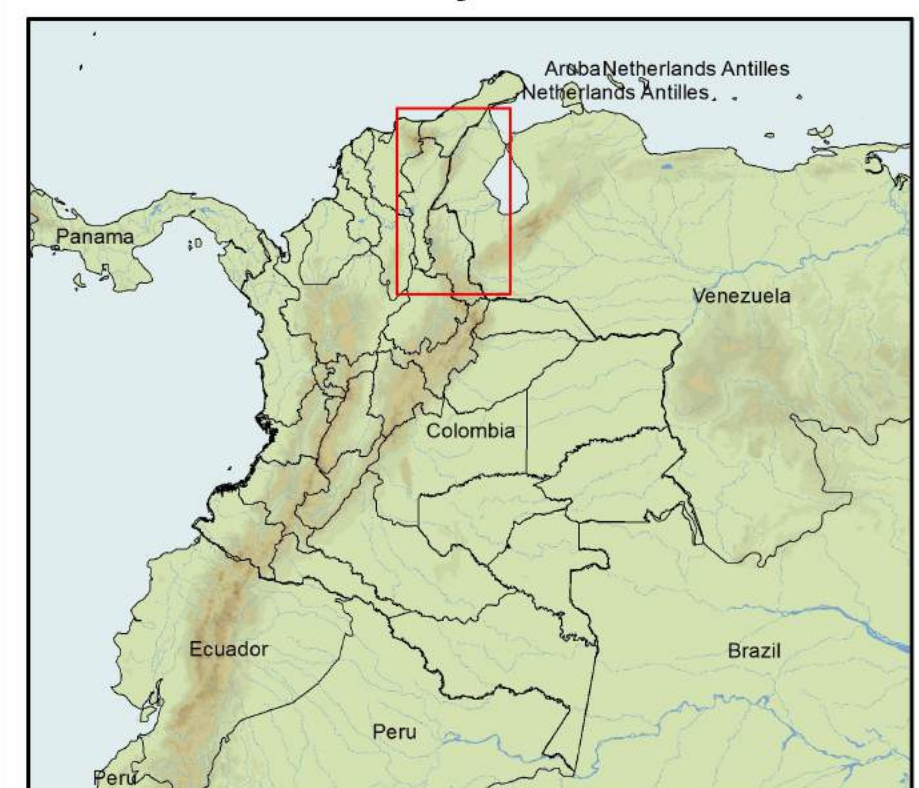 ArubaNetherlands Antilles
Netherlands Antilles
Panama
Venezuela
Colombia
Ecuador
Brazil
Peru
Peru